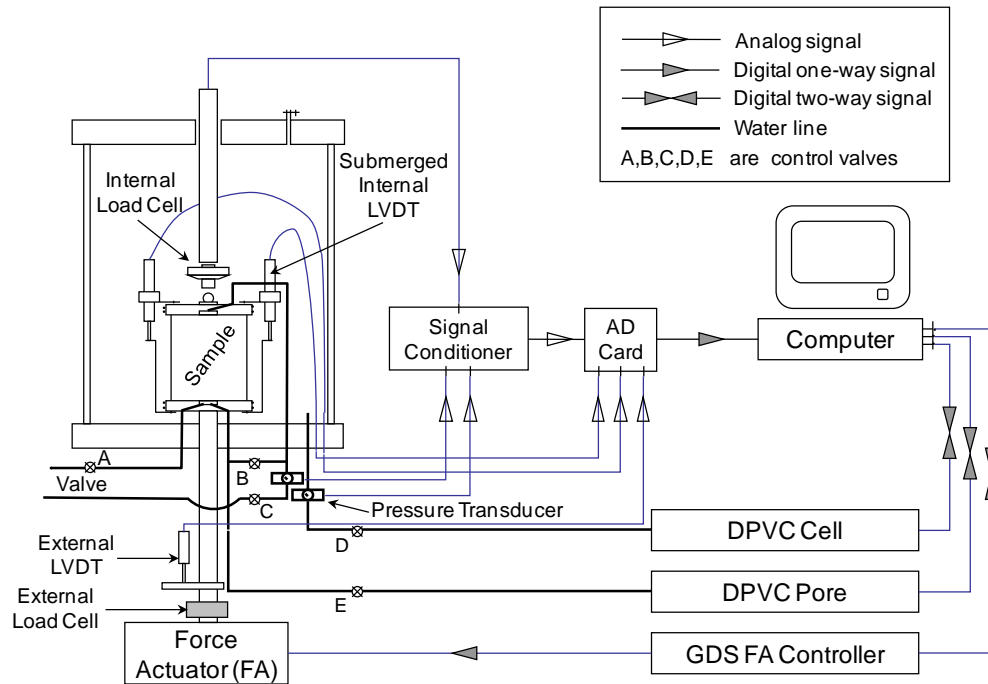 Analog signal
Digital one-way signal
Digital two-way signal
Water line
A,B,C,D,E are control valves
Submerged
Internal
LVDT
Internal
Load Cell
Signal
Conditioner
AD
Card
Computer
Sample
A
Valve
B
C
Pressure Transducer
D
DPVC Cell
External
LVDT
E
DPVC Pore
External
Load Cell
Force
Actuator (FA)
GDS FA Controller